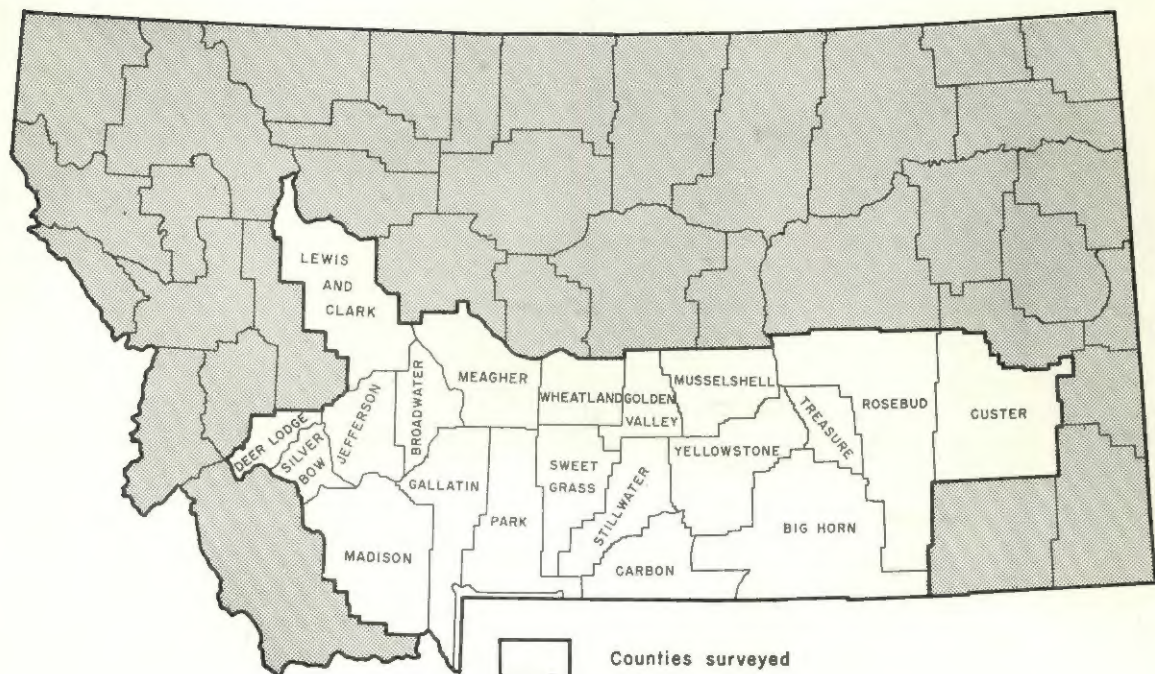 LEWIS
AND
CLARK
MEAGHER
BROADWATER
JEFFERSON
DEER LODGE
SILVER
BOW
WHEATLAND
GOLDEN
VALLEY
MUSSELSHELL
TREASURE
ROSEBUD
CUSTER
GALLATIN
PARK
SWEET
GRASS
STILLWATER
YELLOWSTONE
BIG HORN
MADISON
CARBON
Counties surveyed